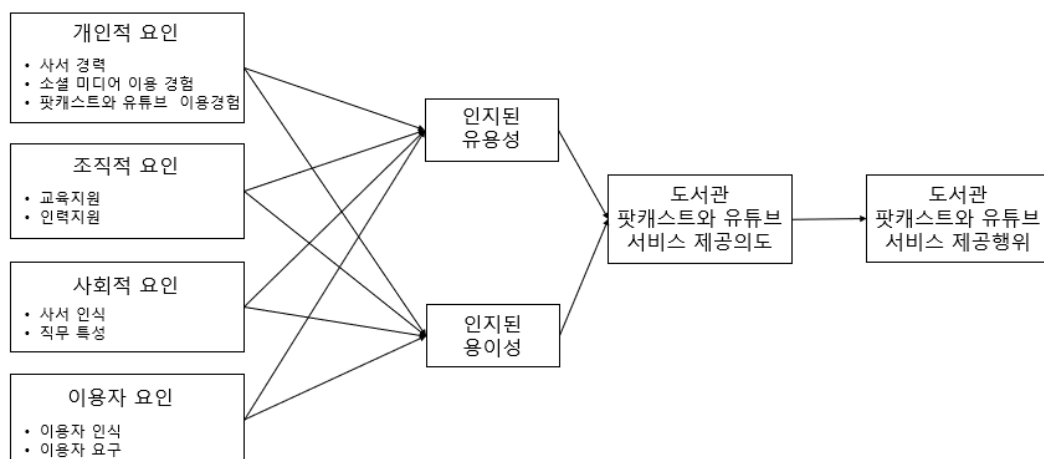 개인적 요인
• 사서 경력
• 소셜 미디어 이용 경험
• 팟캐스트와 유튜브 이용경험
조직적 요인
• 교육지원
• 인력지원
사회적 요인
• 사서 인식
• 직무 특성
이용자 요인
• 이용자 인식
• 이용자 요구
인지된
유용성
인지된
용이성
도서관
팟캐스트와 유튜브
서비스 제공의도
도서관
팟캐스트와 유튜브
서비스 제공행위